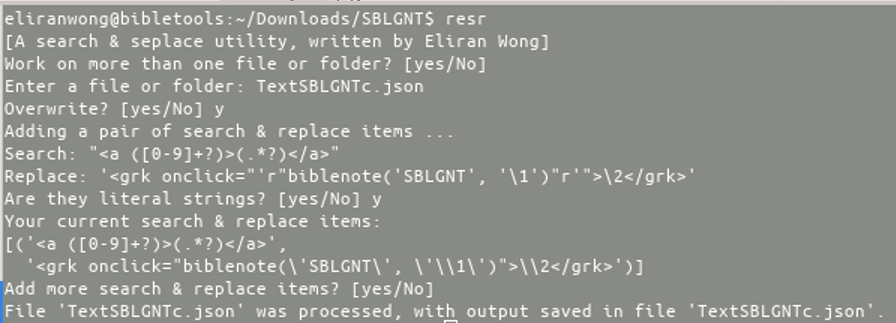 eliranwong@bibletools:~/Downloads/SBLGNT$ resr
[A search & seplace utility, written by Eliran Wong]
Work on more than one file or folder? [yes/No]
Enter a file or folder: TextSBLGNTc.json
Overwrite? [yes/No] y
Adding a pair of search & replace items ...
Search: "<a ([0-9]+?)>(.*?)</a>"
Replace: '<grk onclick="'r"biblenote('SBLGNT', '\1')"r'">\2</grk>'
Are they literal strings? [yes/No] y
Your current search & replace items:
[('<a ([0-9]+?)>(.*?)</a>',
  '<grk onclick="biblenote(\'SBLGNT\', \'\\1\')">\\2</grk>')]
Add more search & replace items? [yes/No]
File 'TextSBLGNTc.json' was processed, with output saved in file 'TextSBLGNTc.json'.